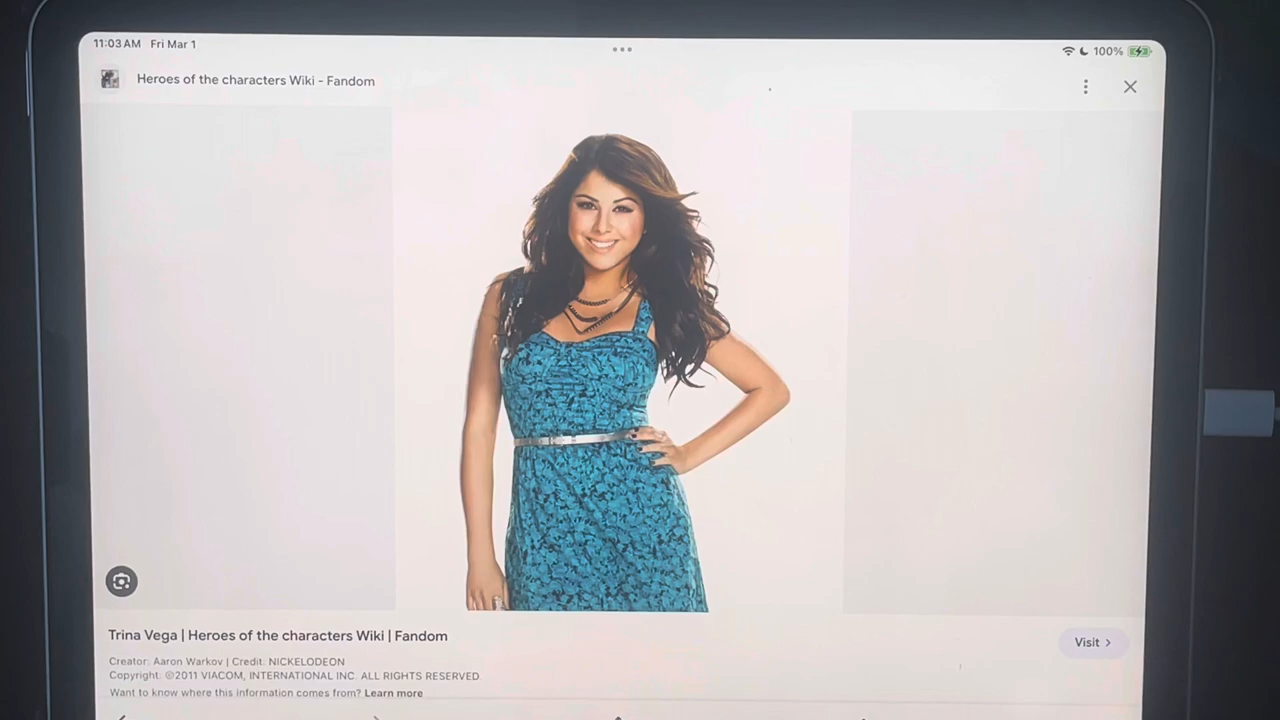 11:03 AM Fri Mar 1
100%
Heroes of the characters Wiki - Fandom
Trina Vega | Heroes of the characters Wiki | Fandom
Visit >
Creator: Aaron Warkov | Credit: NICKELODEON
Copyright: ©2011 VIACOM, INTERNATIONAL INC. ALL RIGHTS RESERVED
Want to know where this information comes from? Learn more